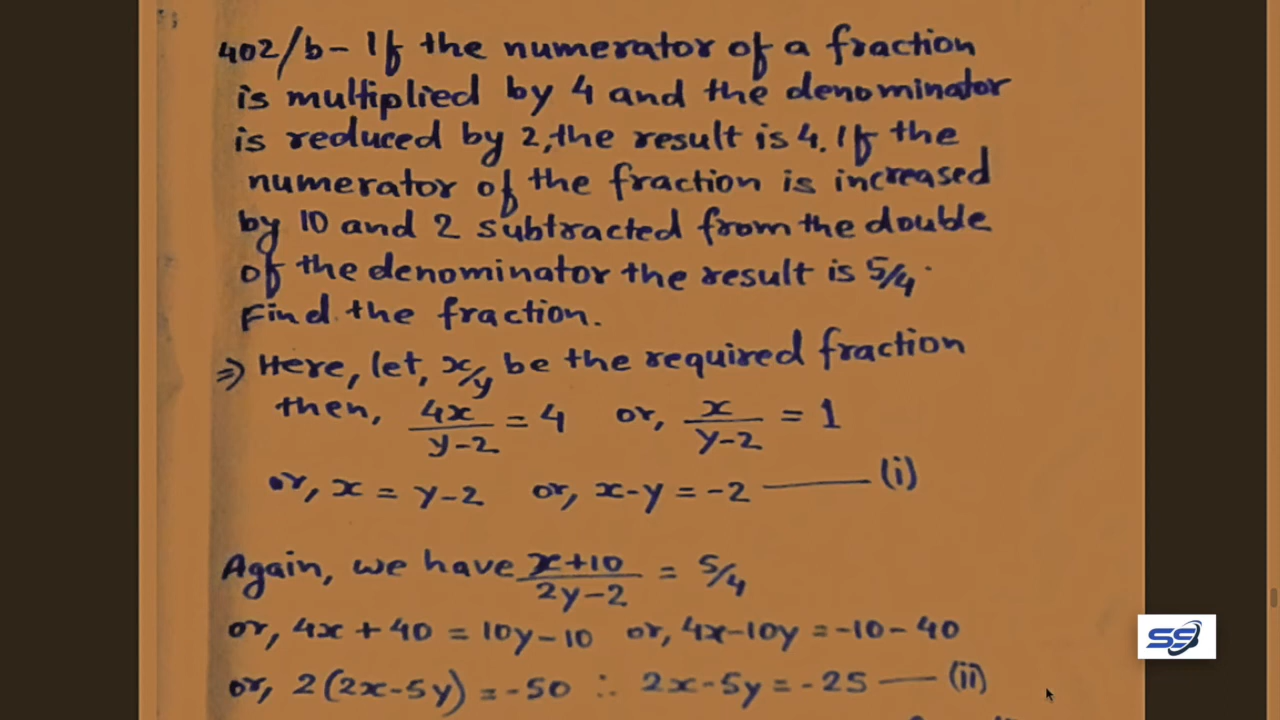 402/b- If the numerator of a fraction
is multiplied by 4 and the denominator
is reduced by 2, the result is 4. If the
numerator of the fraction is increased
by 10 and 2 subtracted from the double
of the denominator the result is 5/4.
Find the fraction.
⇒ Here, let, x/y be the required fraction
then, 4x/(y-2) = 4 or, x/(y-2) = 1
or, x = y-2 or, x-y = -2 —— (i)
Again, we have (x+10)/(2y-2) = 5/4
or, 4x + 40 = 10y-10 or, 4x-10y = -10-40
or, 2(2x-5y) = -50 ∴ 2x-5y = -25 —— (ii)
SS